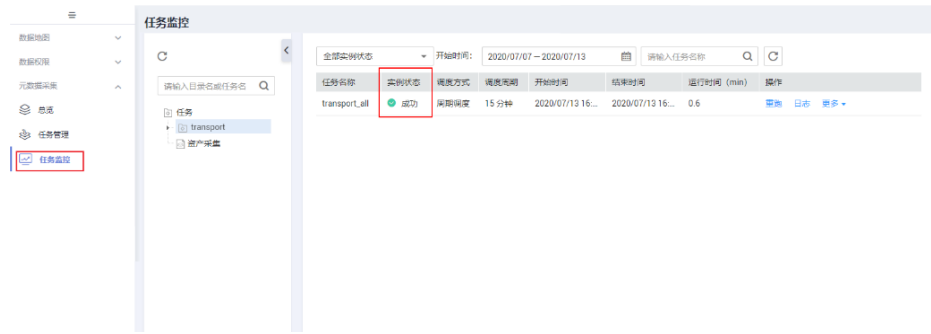 任务监控
数据地图
数据权限
元数据采集
总览
任务管理
任务监控
请输入目录名或任务名
任务
transport
资产采集
全部实例状态 开始时间: 2020/07/07 – 2020/07/13 请输入任务名称
任务名称 实例状态 调度方式 调度周期 开始时间 结束时间 运行时间 (min) 操作
transport_all 成功 周期调度 15 分钟 2020/07/13 16:... 2020/07/13 16:... 0.6 重跑 日志 更多